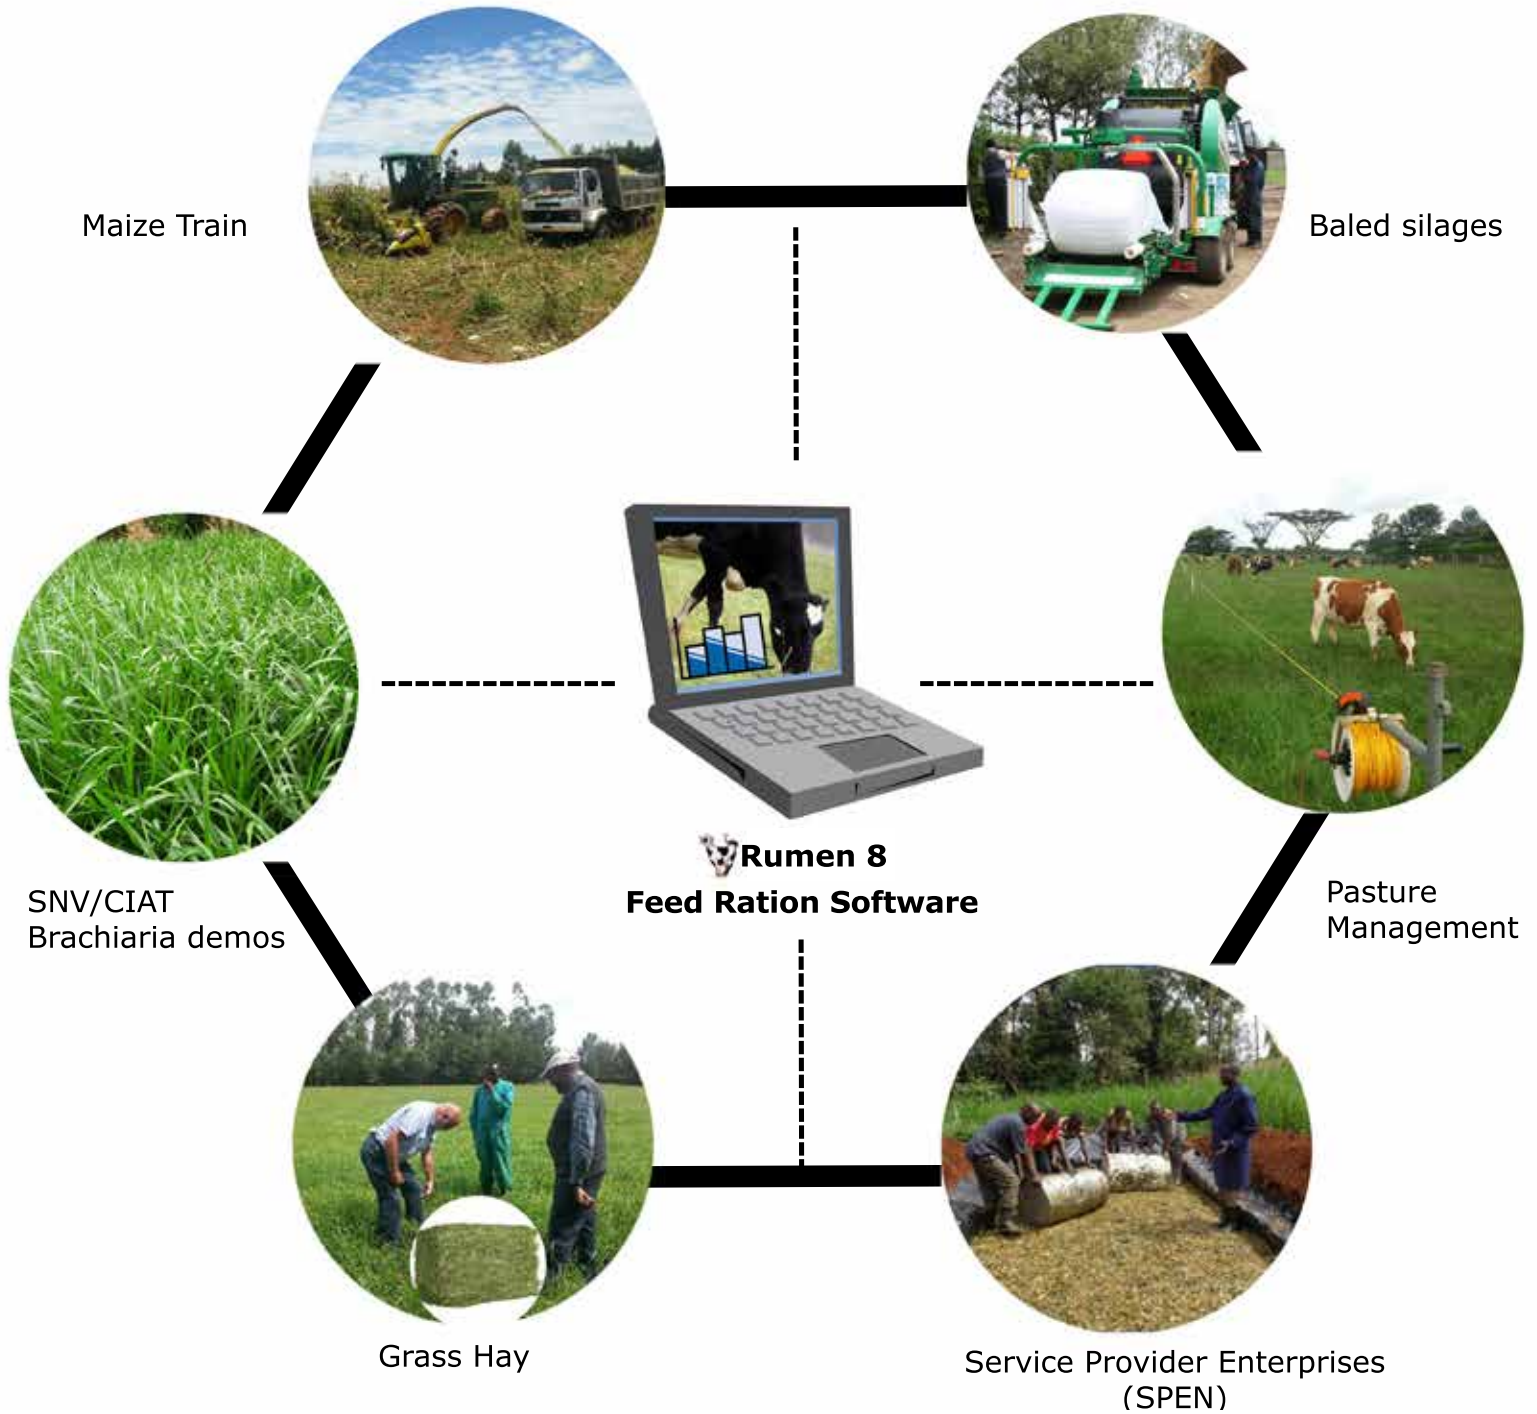 Maize Train
Baled silages
Rumen 8
Feed Ration Software
SNV/CIAT
Brachiaria demos
Pasture
Management
Grass Hay
Service Provider Enterprises
(SPEN)